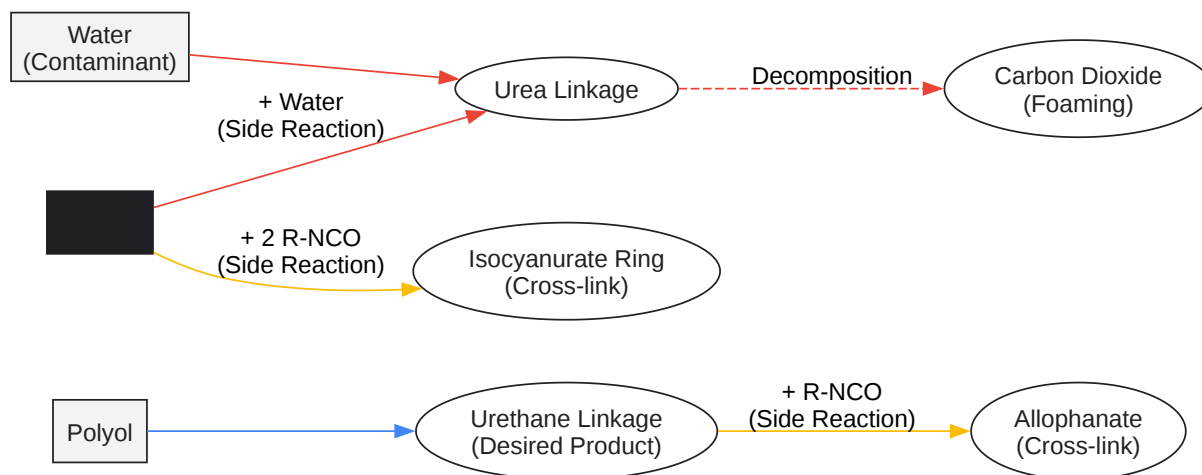 Water
(Contaminant)
+ Water
(Side Reaction)
Urea Linkage
Decomposition
Carbon Dioxide
(Foaming)
+ 2 R-NCO
(Side Reaction)
Isocyanurate Ring
(Cross-link)
Polyol
Urethane Linkage
(Desired Product)
+ R-NCO
(Side Reaction)
Allophanate
(Cross-link)